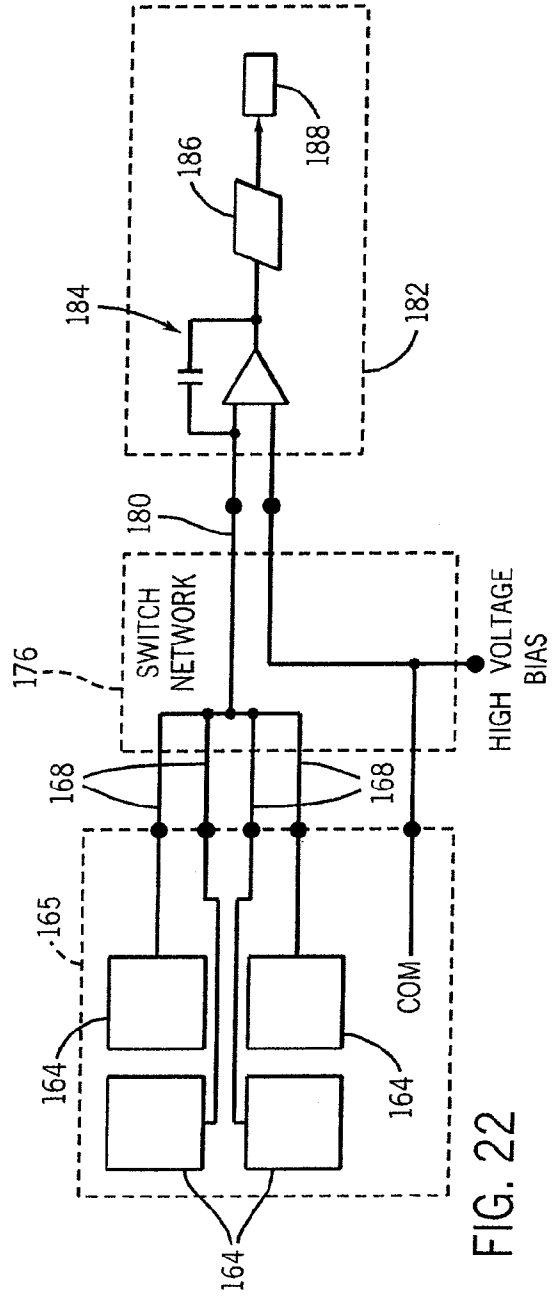 176
180
184
186
188
SWITCH
NETWORK
182
168
168
165
164
164
164
COM
HIGH VOLTAGE
BIAS
FIG. 22